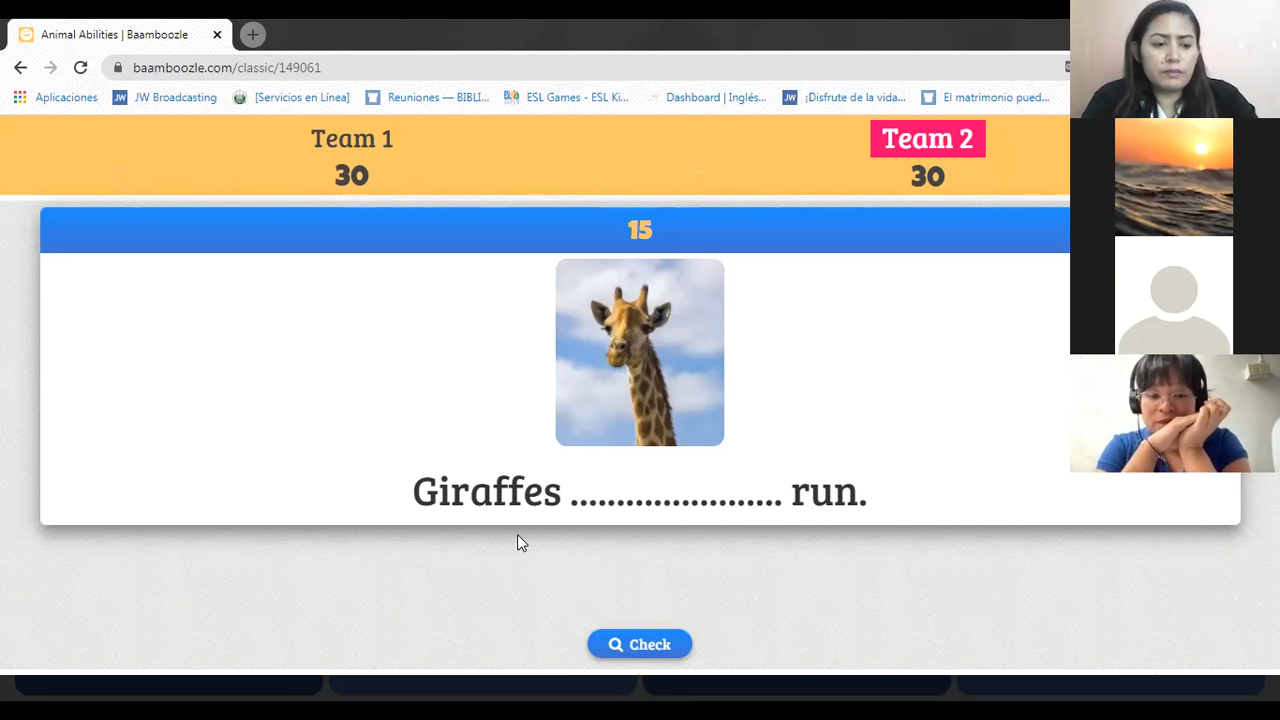 Animal Abilities | Baamboozle
baamboozle.com/classic/149061
Aplicaciones JW Broadcasting [Servicios en Línea] Reuniones — BIBLI... ESL Games - ESL Ki... Dashboard | Inglés... ¡Disfrute de la vida... El matrimonio pued...
Team 1 Team 2
30 30
15
Giraffes ....................... run.
Check